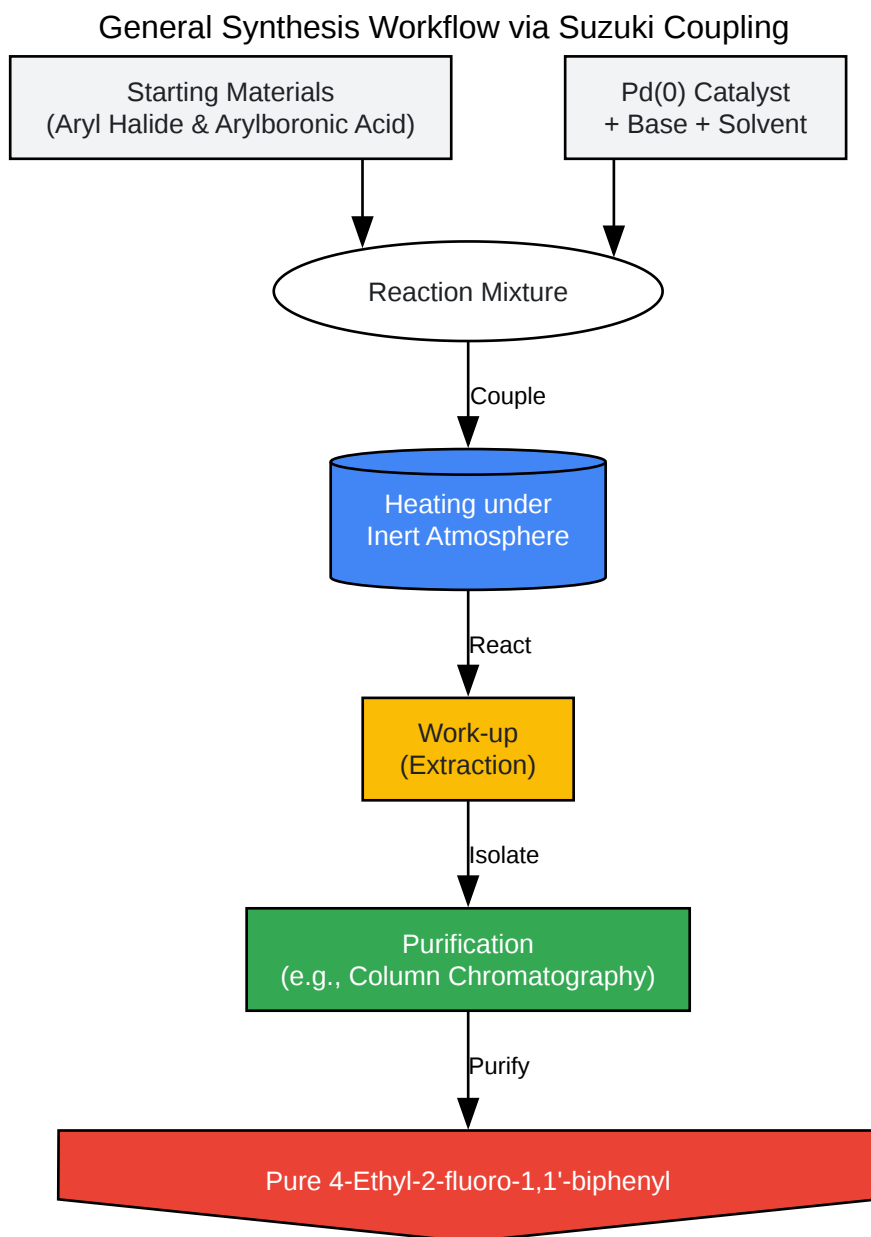 General Synthesis Workflow via Suzuki Coupling
Starting Materials
(Aryl Halide & Arylboronic Acid)
Pd(0) Catalyst
+ Base + Solvent
Reaction Mixture
Couple
Heating under
Inert Atmosphere
React
Work-up
(Extraction)
Isolate
Purification
(e.g., Column Chromatography)
Purify
Pure 4-Ethyl-2-fluoro-1,1'-biphenyl